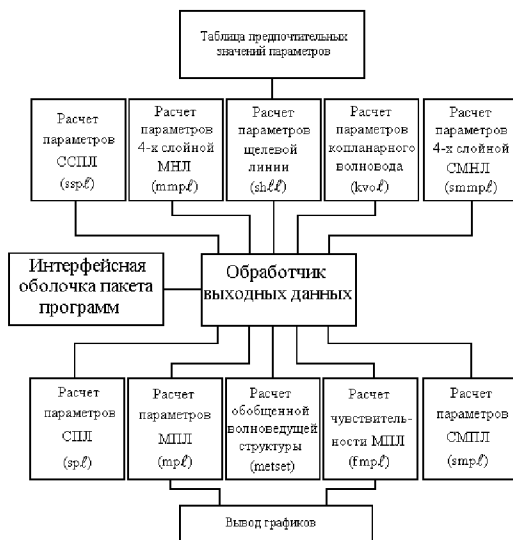 Таблица предпочтительных
значений параметров
Расчет
параметров
ССПЛ
(sspℓ)
Расчет
параметров
4-х слойной
МНЛ
(mmpℓ)
Расчет
параметров
щелевой
линии
(shℓℓ)
Расчет
параметров
копланарного
волновода
(kvoℓ)
Расчет
параметров
4-х слойной
СМНЛ
(smmpℓ)
Интерфейсная
оболочка пакета
программ
Обработчик
выходных данных
Расчет
параметров
СПЛ
(spℓ)
Расчет
параметров
МПЛ
(mpℓ)
Расчет
обобщенной
волноведущей
структуры
(metset)
Расчет
чувствитель-
ности МПЛ
(fmpℓ)
Расчет
параметров
СМПЛ
(smpℓ)
Вывод графиков